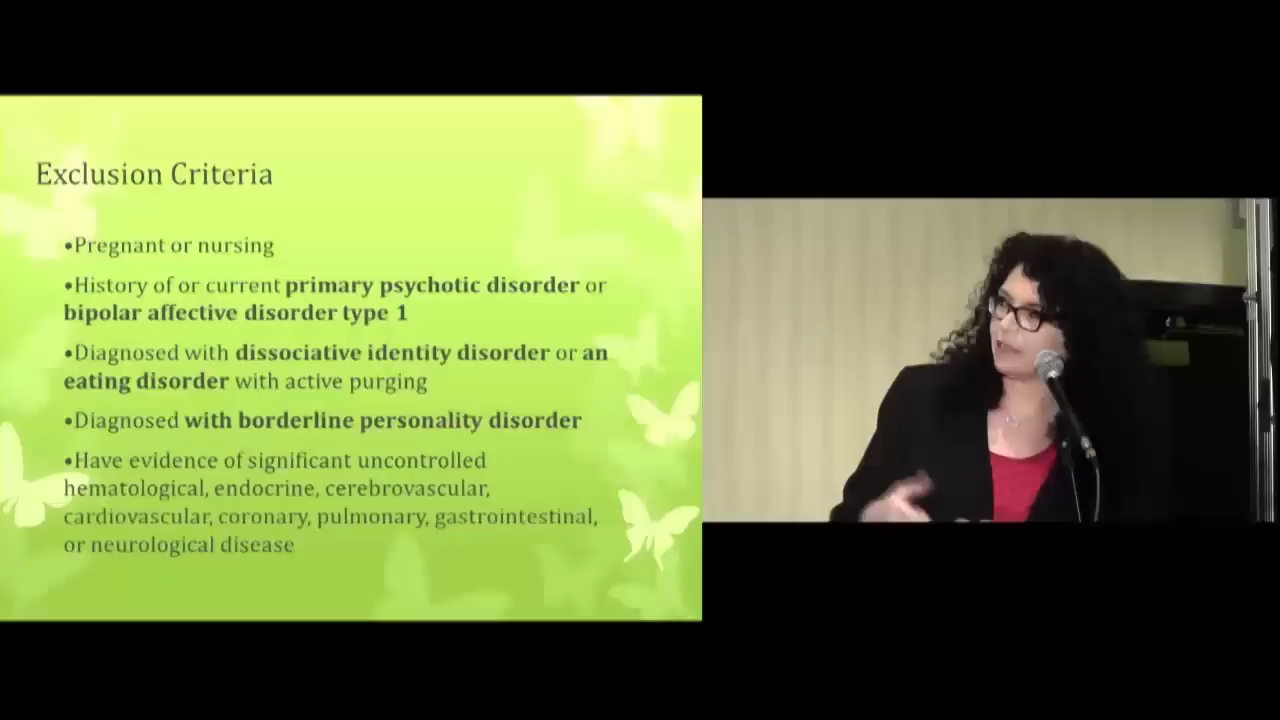 Exclusion Criteria
•Pregnant or nursing
•History of or current primary psychotic disorder or
bipolar affective disorder type 1
•Diagnosed with dissociative identity disorder or an
eating disorder with active purging
•Diagnosed with borderline personality disorder
•Have evidence of significant uncontrolled
hematological, endocrine, cerebrovascular,
cardiovascular, coronary, pulmonary, gastrointestinal,
or neurological disease